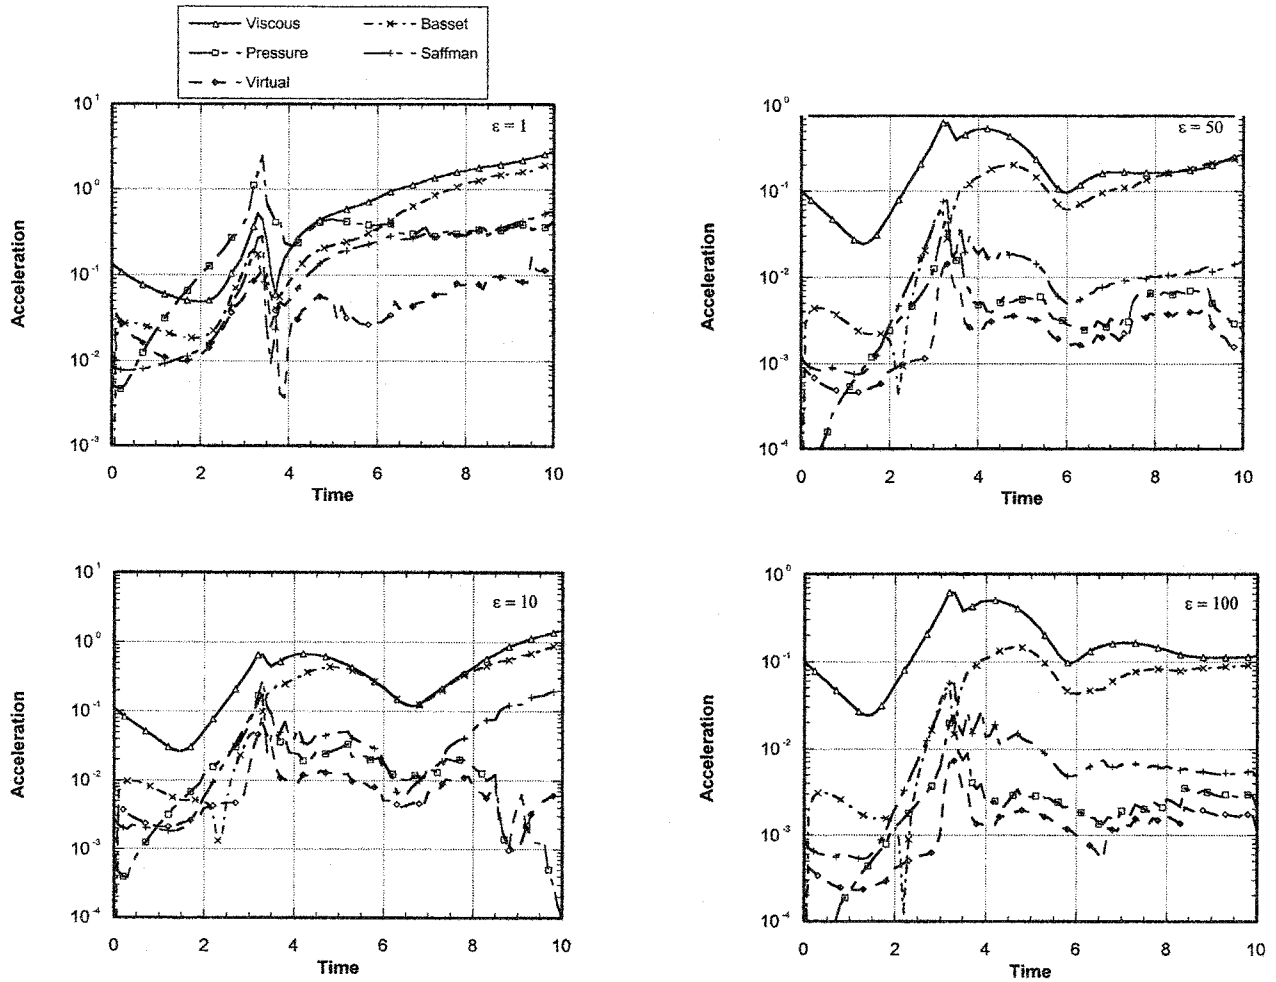 Viscous Basset
Pressure Saffman
Virtual
ε = 1
10¹
10⁰
10⁻¹
10⁻²
10⁻³
Acceleration
0 2 4 6 8 10
Time
ε = 50
10⁰
10⁻¹
10⁻²
10⁻³
10⁻⁴
Acceleration
0 2 4 6 8 10
Time
ε = 10
10¹
10⁰
10⁻¹
10⁻²
10⁻³
10⁻⁴
Acceleration
0 2 4 6 8 10
Time
ε = 100
10⁰
10⁻¹
10⁻²
10⁻³
10⁻⁴
Acceleration
0 2 4 6 8 10
Time